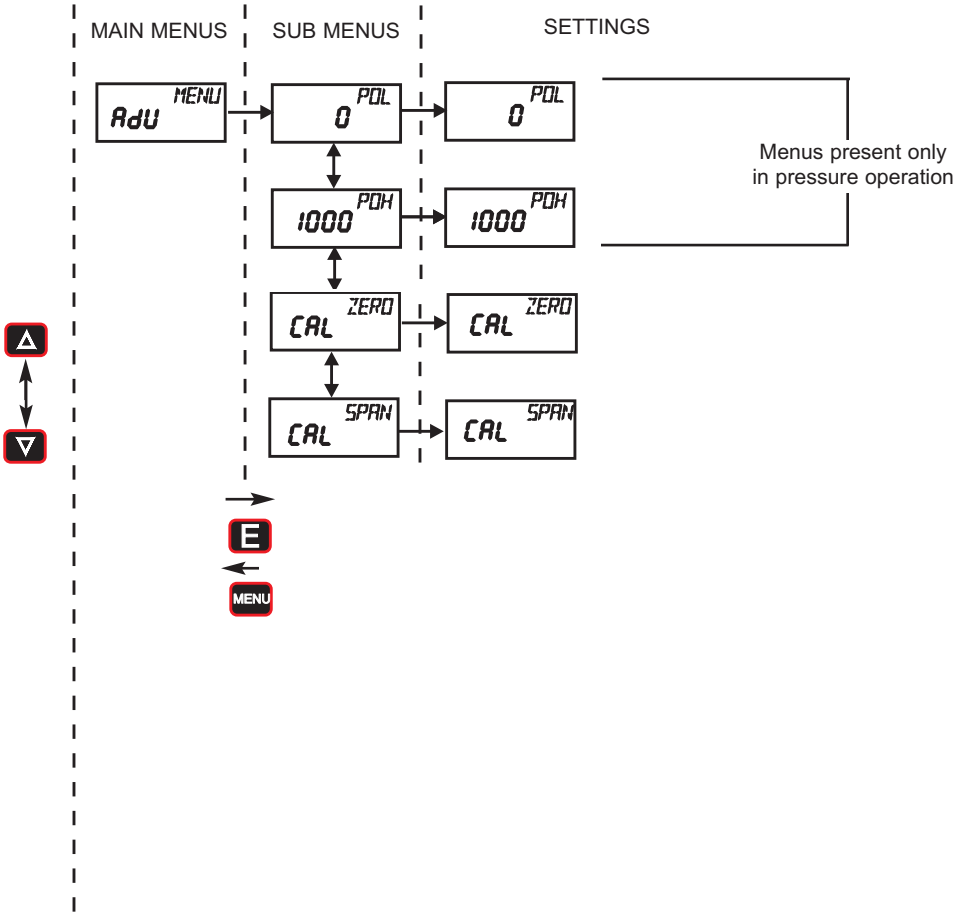 MAIN MENUS
SUB MENUS
SETTINGS
MENU
AdU
POL
0
POL
0
Menus present only
in pressure operation
POH
1000
POH
1000
ZERO
CAL
ZERO
CAL
SPAN
CAL
SPAN
CAL
E
MENU